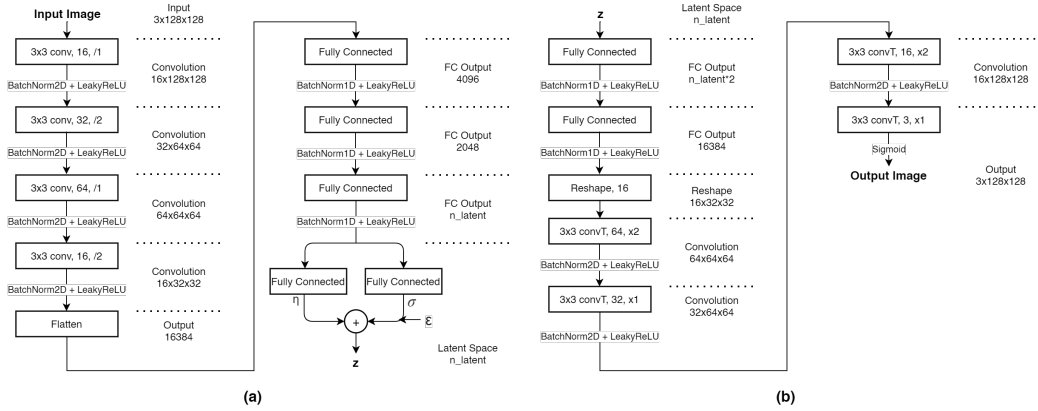 Input Image
Input
3x128x128
3x3 conv, 16, /1
Convolution
16x128x128
BatchNorm2D + LeakyReLU
3x3 conv, 32, /2
Convolution
32x64x64
BatchNorm2D + LeakyReLU
3x3 conv, 64, /1
Convolution
64x64x64
BatchNorm2D + LeakyReLU
3x3 conv, 16, /2
Convolution
16x32x32
BatchNorm2D + LeakyReLU
Flatten
Output
16384
Fully Connected
FC Output
4096
BatchNorm1D + LeakyReLU
Fully Connected
FC Output
2048
BatchNorm1D + LeakyReLU
Fully Connected
FC Output
n_latent
BatchNorm1D + LeakyReLU
Fully Connected
Fully Connected
η
σ
+
ε
z
Latent Space
n_latent
(a)
z
Latent Space
n_latent
Fully Connected
FC Output
n_latent*2
BatchNorm1D + LeakyReLU
Fully Connected
FC Output
16384
BatchNorm1D + LeakyReLU
Reshape, 16
Reshape
16x32x32
3x3 convT, 64, x2
Convolution
64x64x64
BatchNorm2D + LeakyReLU
3x3 convT, 32, x1
Convolution
32x64x64
BatchNorm2D + LeakyReLU
3x3 convT, 16, x2
Convolution
16x128x128
BatchNorm2D + LeakyReLU
3x3 convT, 3, x1
Sigmoid
Output Image
Output
3x128x128
(b)